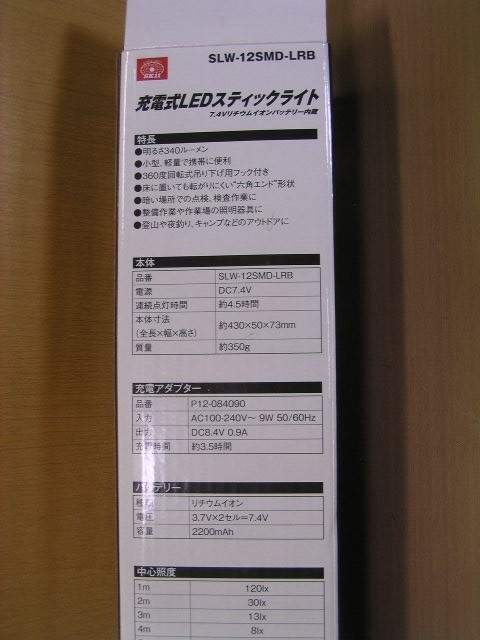 SLW-12SMD-LRB
SK11
充電式LEDスティックライト
7.4Vリチウムイオンバッテリー内蔵
特長
●明るさ340ルーメン
●小型、軽量で携帯に便利
●360度回転式吊り下げ用フック付き
●床に置いても転がりにくい“六角エンド”形状
●暗い場所での点検、検査作業に
●整備作業や作業場の照明器具に
●登山や夜釣り、キャンプなどのアウトドアに
本体
品番 SLW-12SMD-LRB
電源 DC7.4V
連続点灯時間 約4.5時間
本体寸法
(全長×幅×高さ) 約430×50×73mm
質量 約350g
充電アダプター
品番 P12-084090
入力 AC100-240V～ 9W 50/60Hz
出力 DC8.4V 0.9A
充電時間 約3.5時間
バッテリー
種類 リチウムイオン
電圧 3.7V×2セル=7.4V
容量 2200mAh
中心照度
1m 120lx
2m 30lx
3m 13lx
4m 8lx